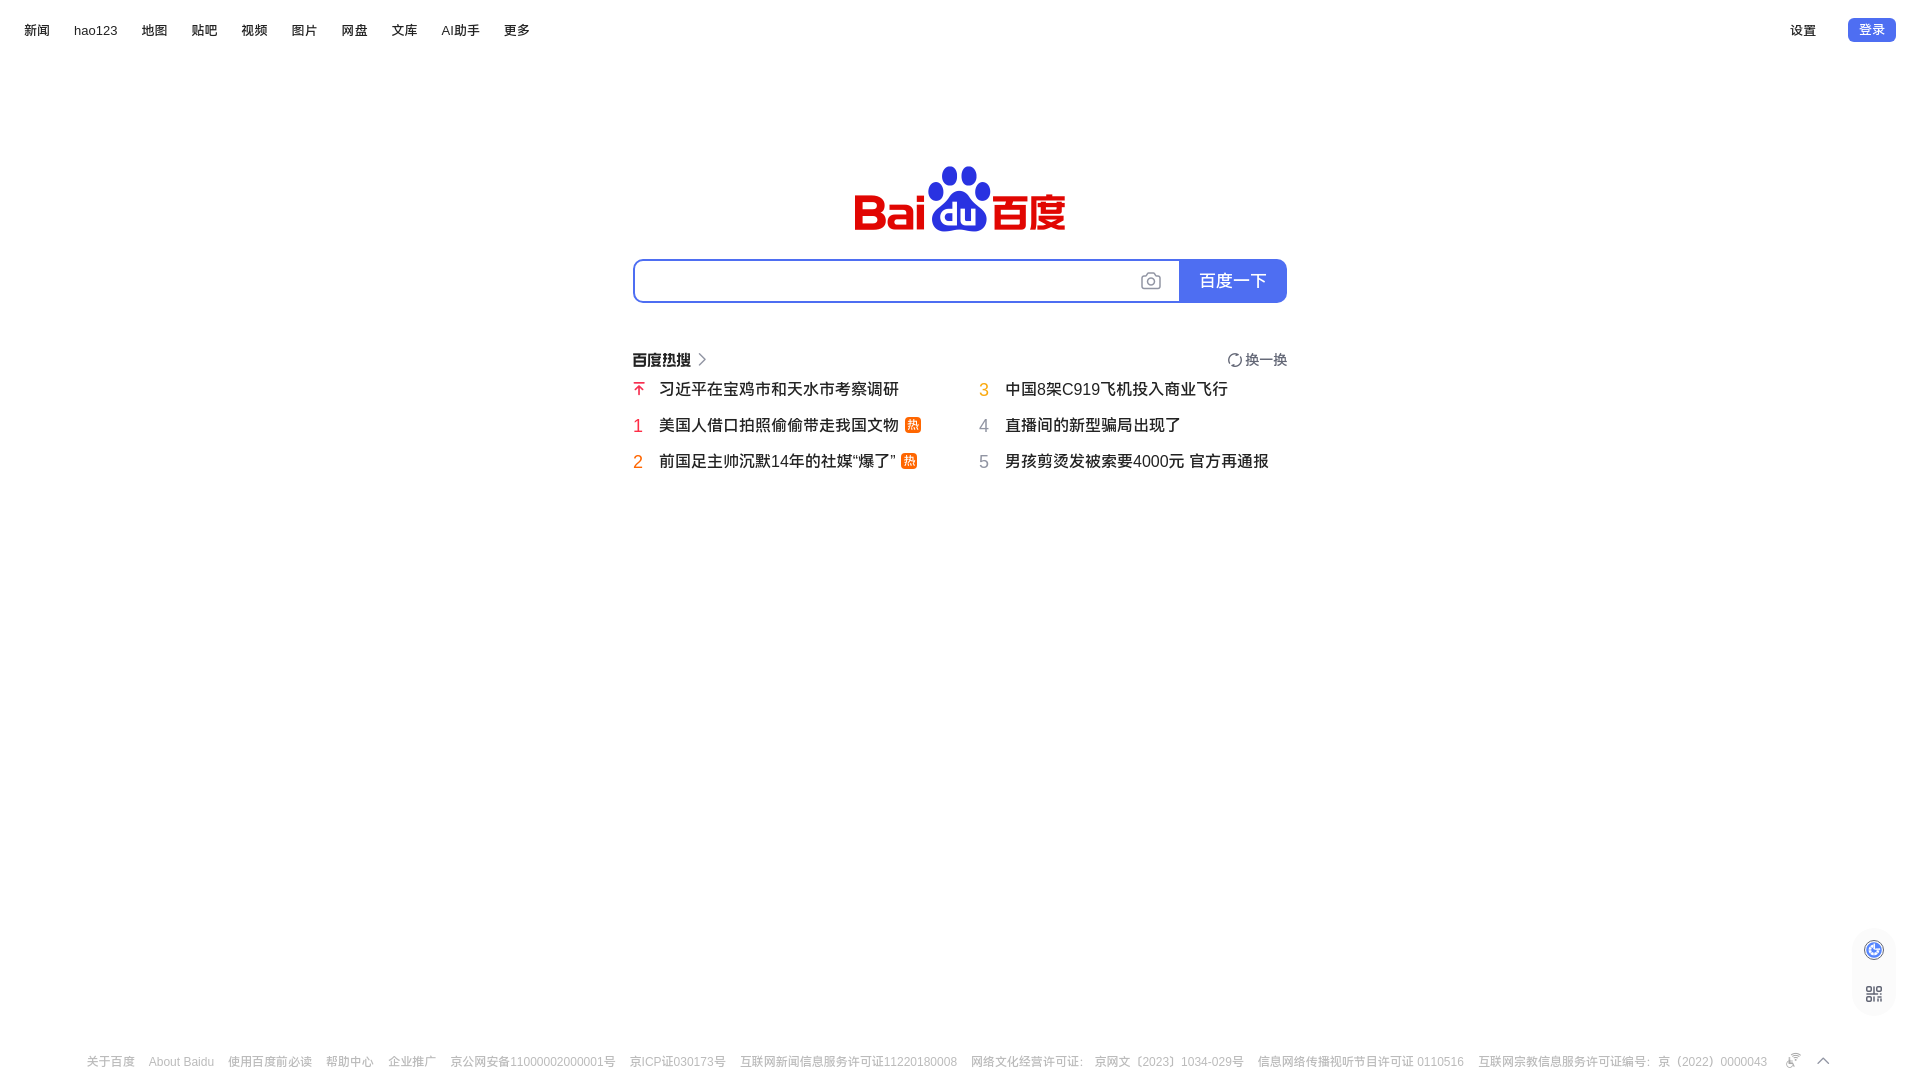 新闻 hao123 地图 贴吧 视频 图片 网盘 文库 AI助手 更多 设置 登录
Baidu百度
百度一下
百度热搜 换一换
习近平在宝鸡市和天水市考察调研
1 美国人借口拍照偷偷带走我国文物 热
2 前国足主帅沉默14年的社媒“爆了” 热
3 中国8架C919飞机投入商业飞行
4 直播间的新型骗局出现了
5 男孩剪烫发被索要4000元 官方再通报
关于百度 About Baidu 使用百度前必读 帮助中心 企业推广 京公网安备11000002000001号 京ICP证030173号 互联网新闻信息服务许可证11220180008 网络文化经营许可证: 京网文〔2023〕1034-029号 信息网络传播视听节目许可证 0110516 互联网宗教信息服务许可证编号：京（2022）0000043